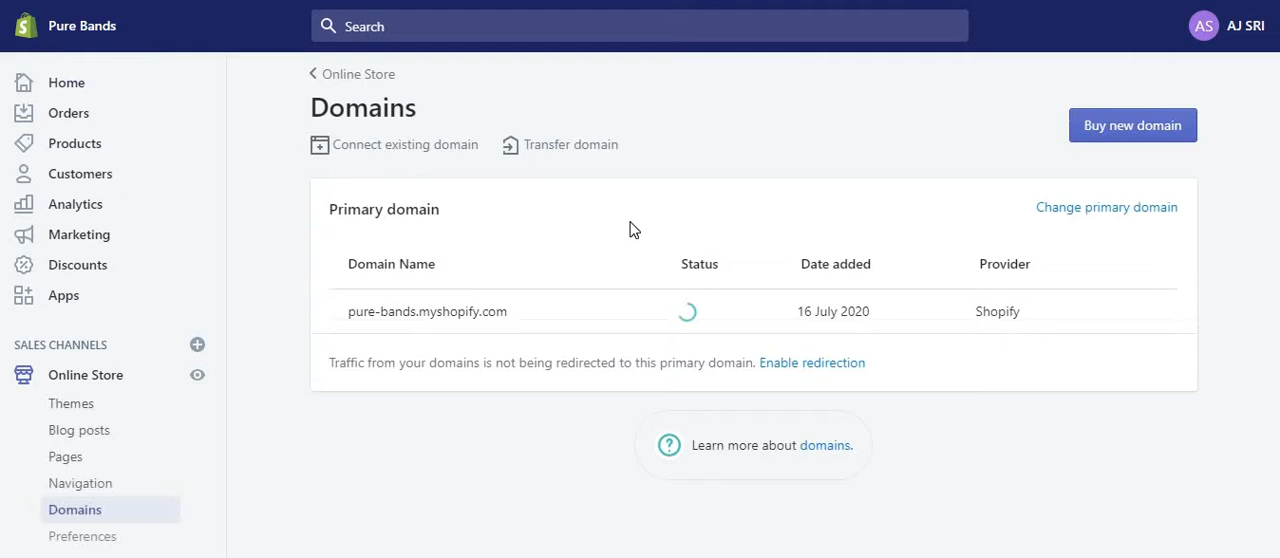 Pure Bands
Search
AS AJ SRI
Home
Orders
Products
Customers
Analytics
Marketing
Discounts
Apps
SALES CHANNELS
Online Store
Themes
Blog posts
Pages
Navigation
Domains
Preferences
Online Store
Domains
Buy new domain
Connect existing domain Transfer domain
Primary domain Change primary domain
Domain Name Status Date added Provider
pure-bands.myshopify.com 16 July 2020 Shopify
Traffic from your domains is not being redirected to this primary domain. Enable redirection
Learn more about domains.